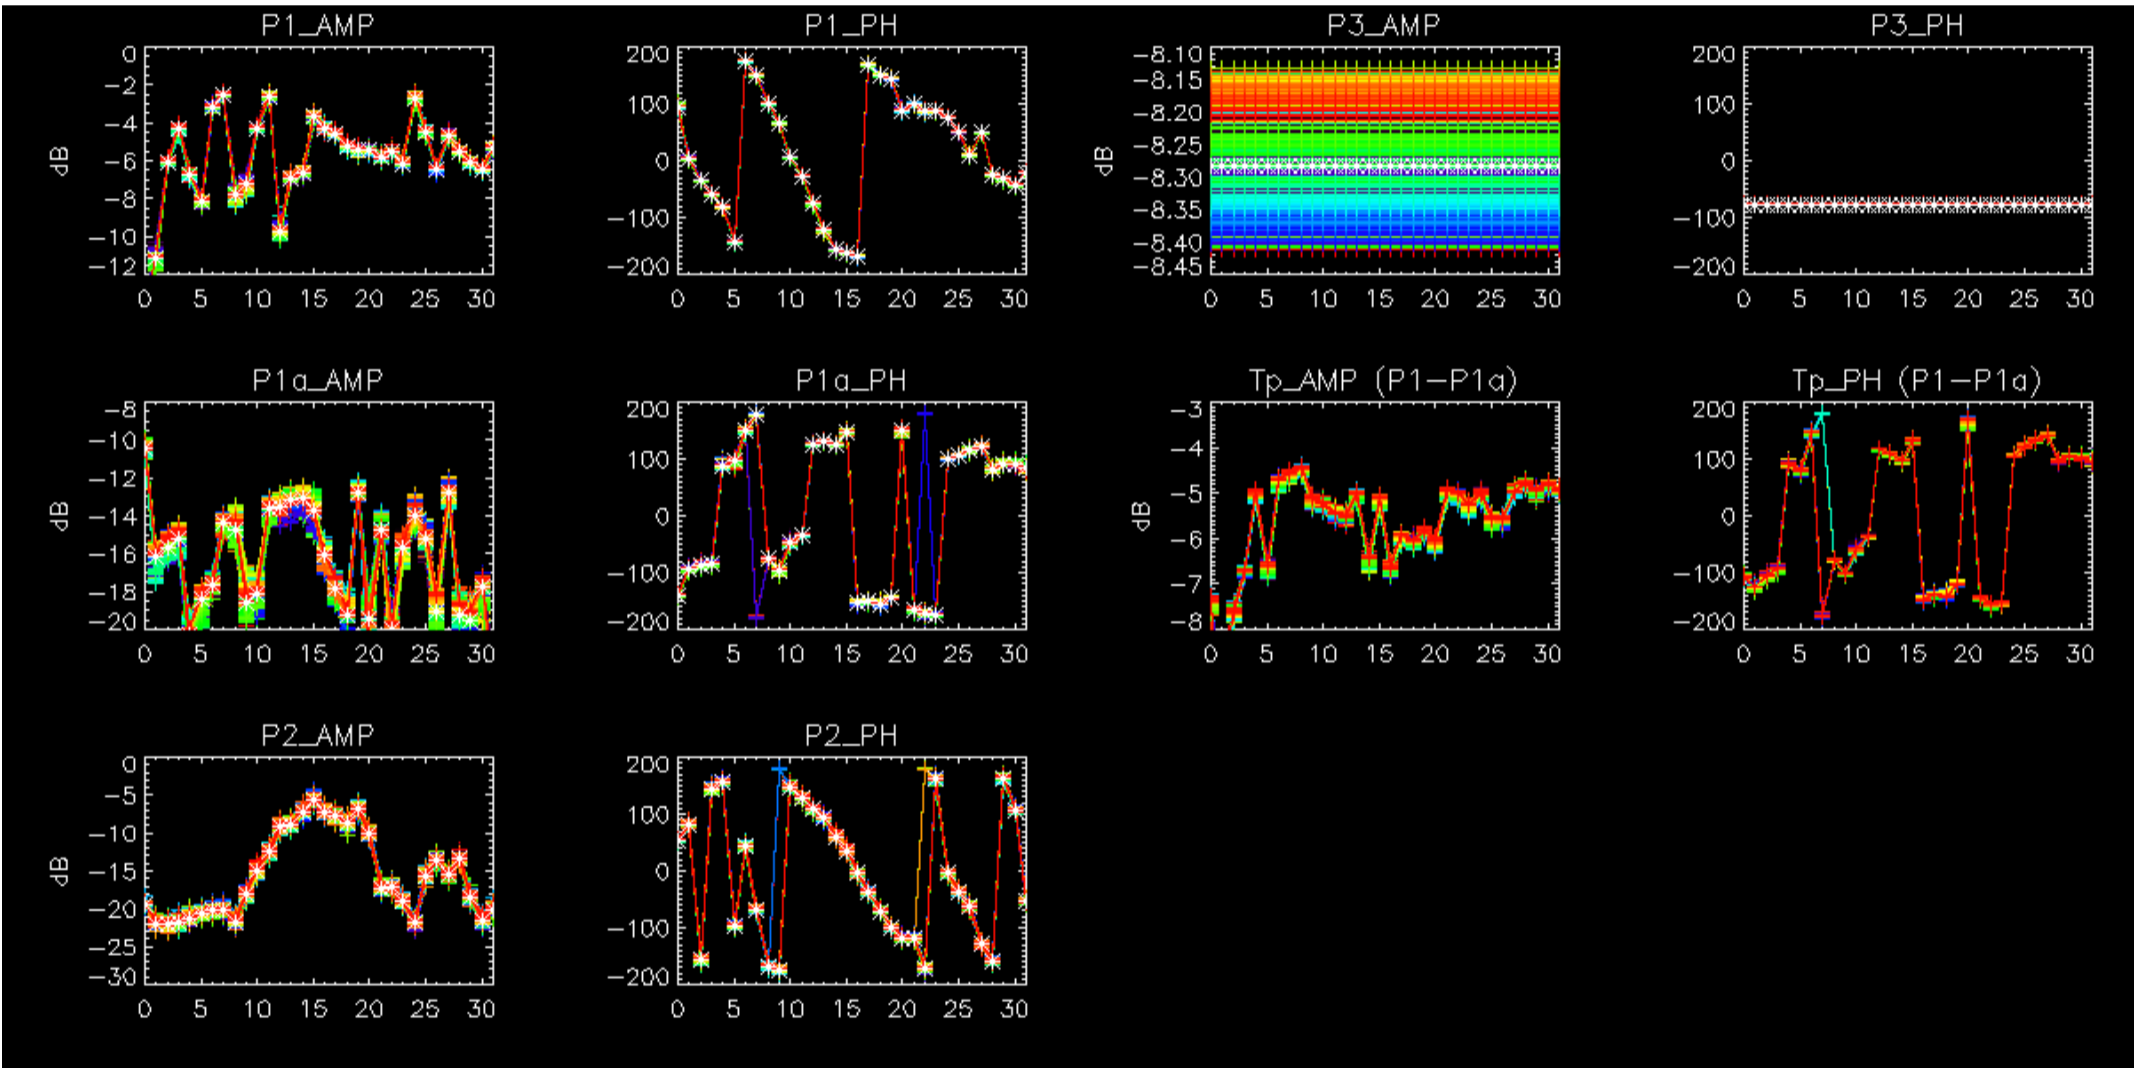 P1_AMP
P1_PH
P3_AMP
P3_PH
0
−2
−4
−6
−8
−10
−12
dB
0 5 10 15 20 25 30
200
100
0
−100
−200
0 5 10 15 20 25 30
−8.10
−8.15
−8.20
−8.25
−8.30
−8.35
−8.40
−8.45
dB
0 5 10 15 20 25 30
200
100
0
−100
−200
0 5 10 15 20 25 30
P1a_AMP
P1a_PH
Tp_AMP (P1−P1a)
Tp_PH (P1−P1a)
−8
−10
−12
−14
−16
−18
−20
dB
0 5 10 15 20 25 30
200
100
0
−100
−200
0 5 10 15 20 25 30
−3
−4
−5
−6
−7
−8
dB
0 5 10 15 20 25 30
200
100
0
−100
−200
0 5 10 15 20 25 30
P2_AMP
P2_PH
0
−5
−10
−15
−20
−25
−30
dB
0 5 10 15 20 25 30
200
100
0
−100
−200
0 5 10 15 20 25 30